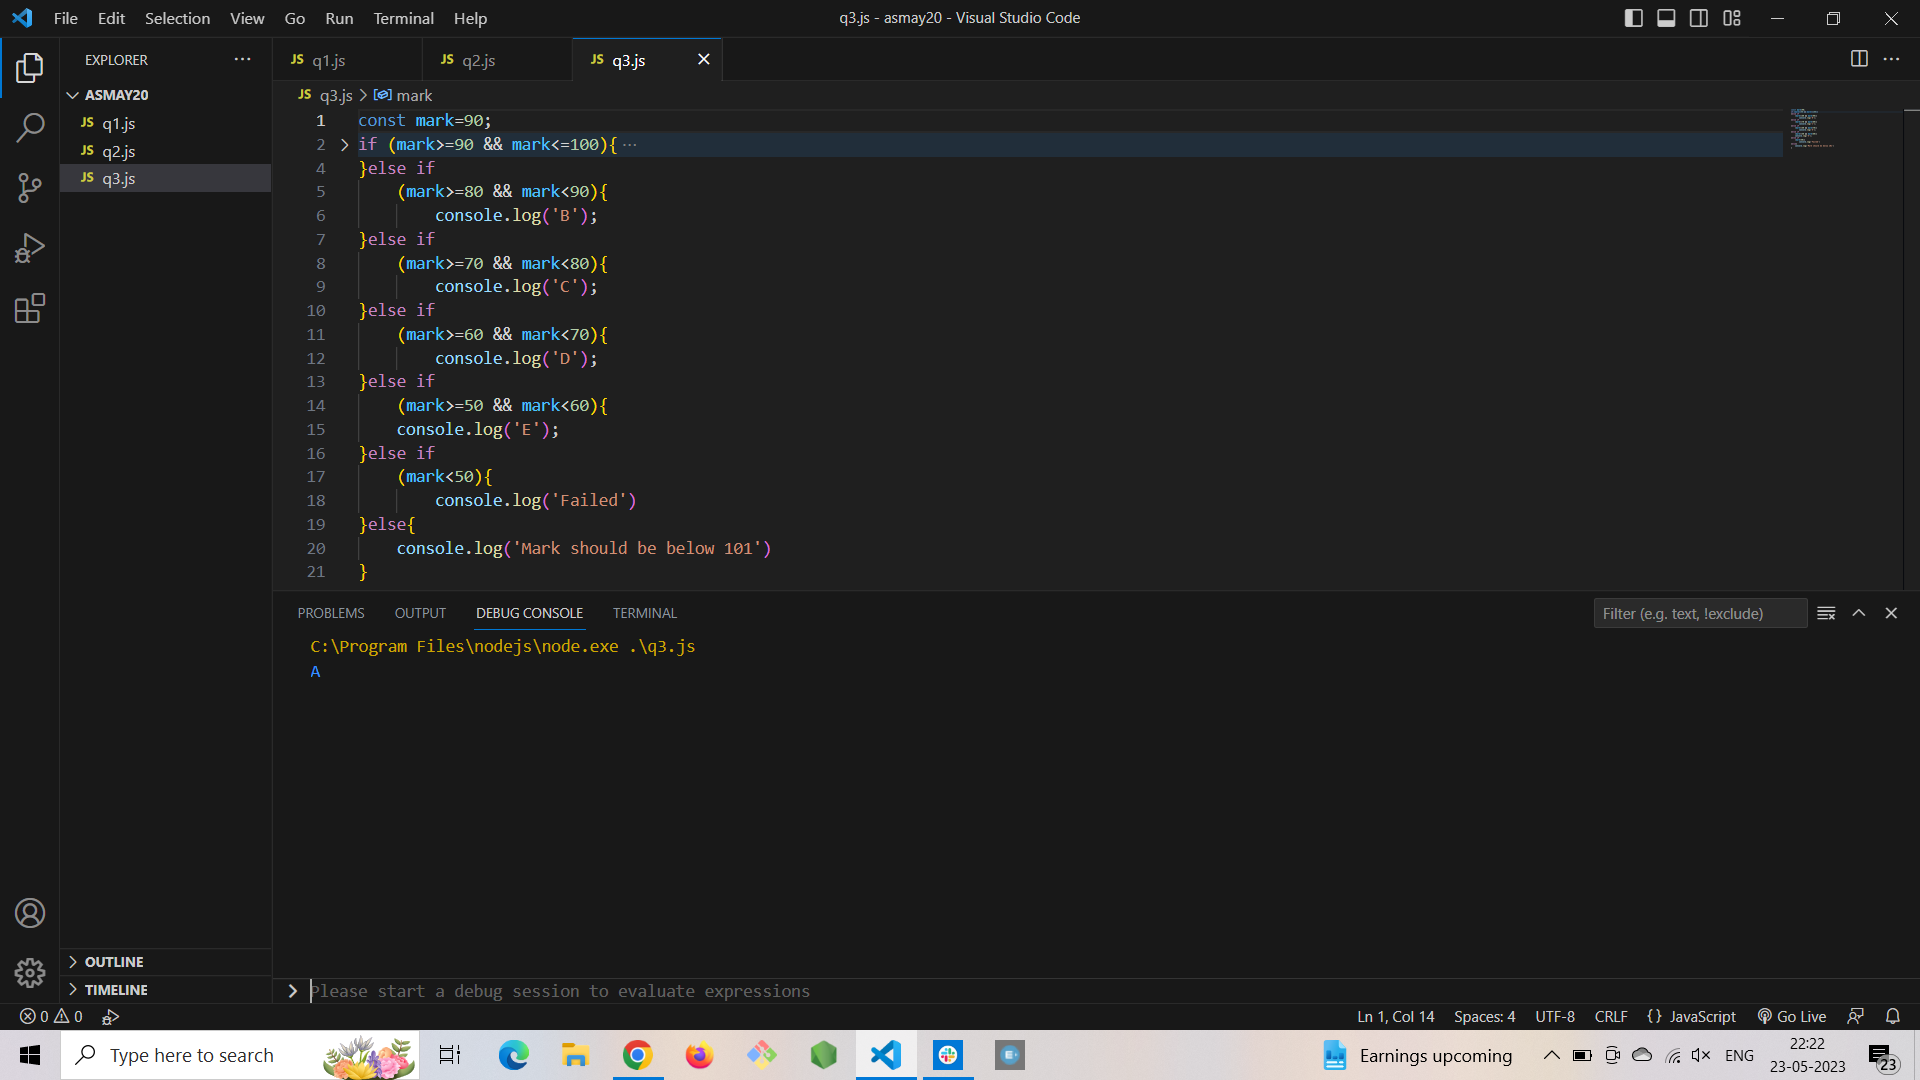 File Edit Selection View Go Run Terminal Help
q3.js - asmay20 - Visual Studio Code
EXPLORER
ASMAY20
JS q1.js
JS q2.js
JS q3.js
OUTLINE
TIMELINE
JS q1.js JS q2.js JS q3.js
JS q3.js > mark
1 const mark=90;
2 if (mark>=90 && mark<=100){ ···
4 }else if
5 (mark>=80 && mark<90){
6 console.log('B');
7 }else if
8 (mark>=70 && mark<80){
9 console.log('C');
10 }else if
11 (mark>=60 && mark<70){
12 console.log('D');
13 }else if
14 (mark>=50 && mark<60){
15 console.log('E');
16 }else if
17 (mark<50){
18 console.log('Failed')
19 }else{
20 console.log('Mark should be below 101')
21 }
PROBLEMS OUTPUT DEBUG CONSOLE TERMINAL
Filter (e.g. text, !exclude)
C:\Program Files\nodejs\node.exe .\q3.js
A
Please start a debug session to evaluate expressions
0 0
Ln 1, Col 14 Spaces: 4 UTF-8 CRLF {} JavaScript Go Live
Type here to search
Earnings upcoming
ENG
22:22
23-05-2023
23